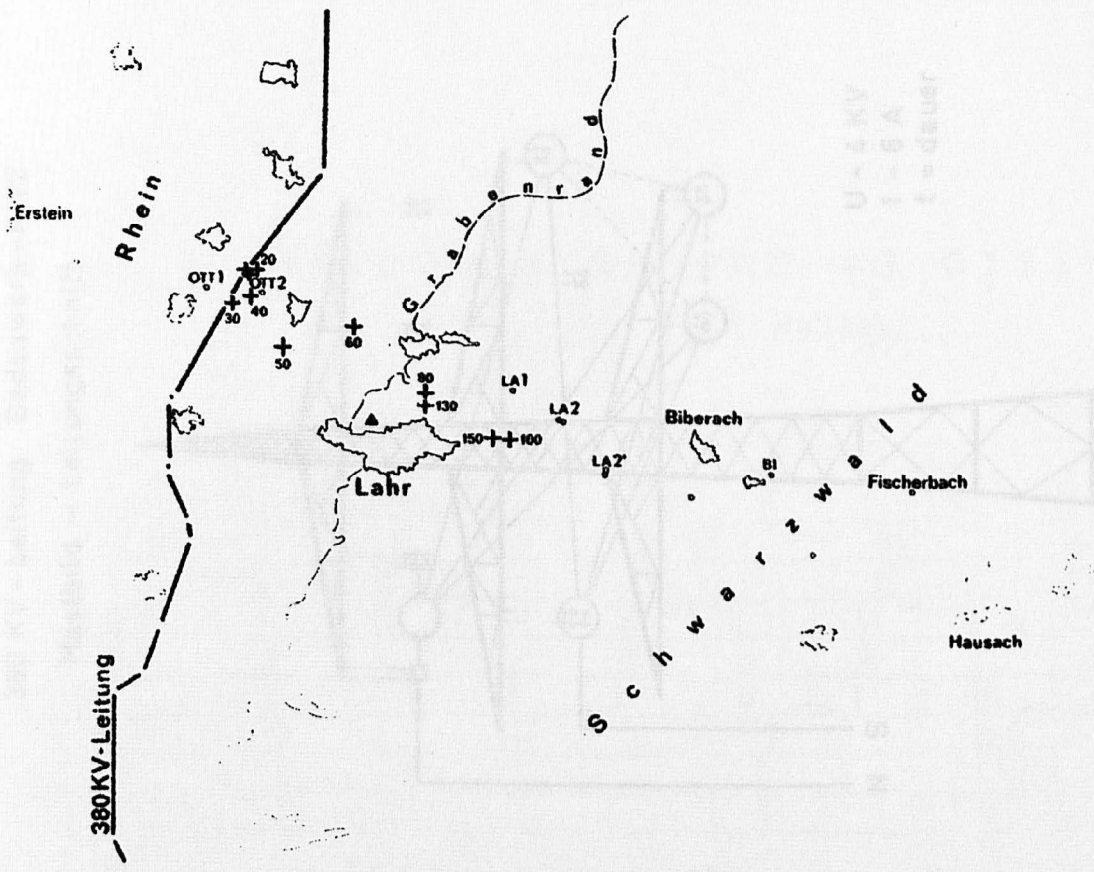 Erstein
Rhein
OTT1
20
OTT2
30
40
50
60
Grabenrand
80
130
LA1
LA2
150
100
LA2'
Lahr
Biberach
BI
Fischerbach
Schwarzwald
Hausach
380KV-Leitung